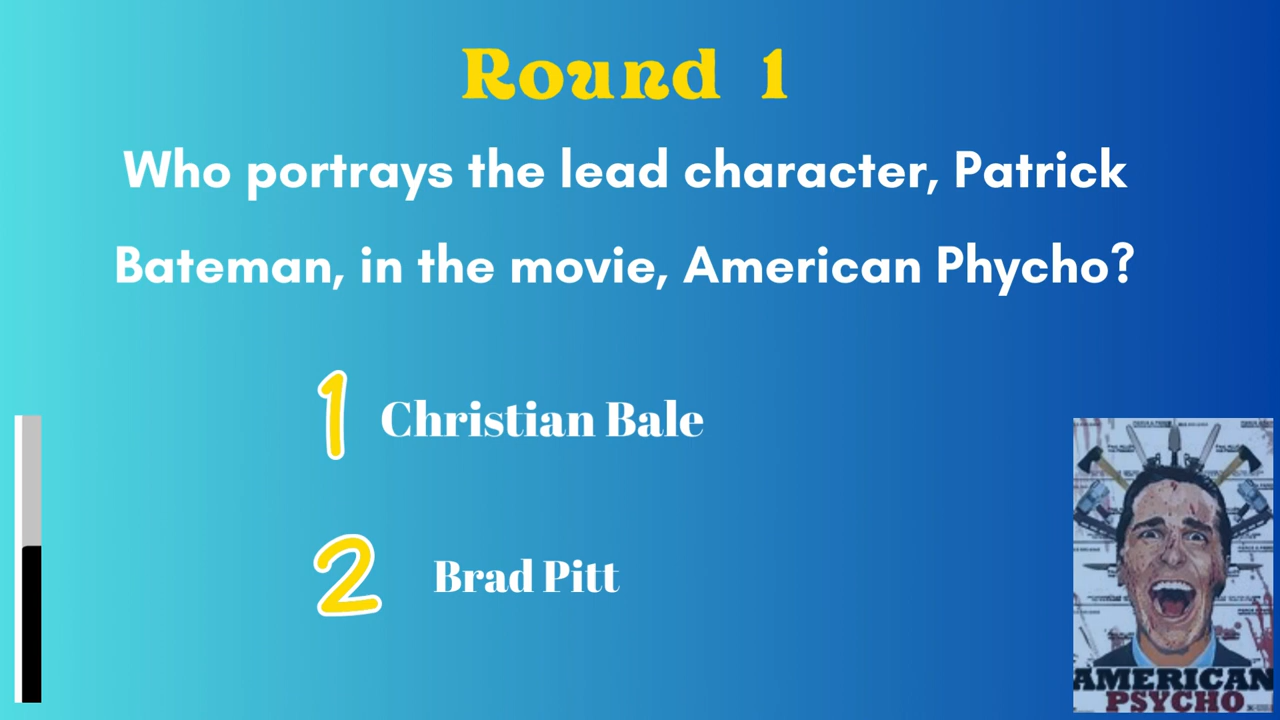 Round 1
Who portrays the lead character, Patrick
Bateman, in the movie, American Phycho?
1 Christian Bale
2 Brad Pitt
AMERICAN
PSYCHO